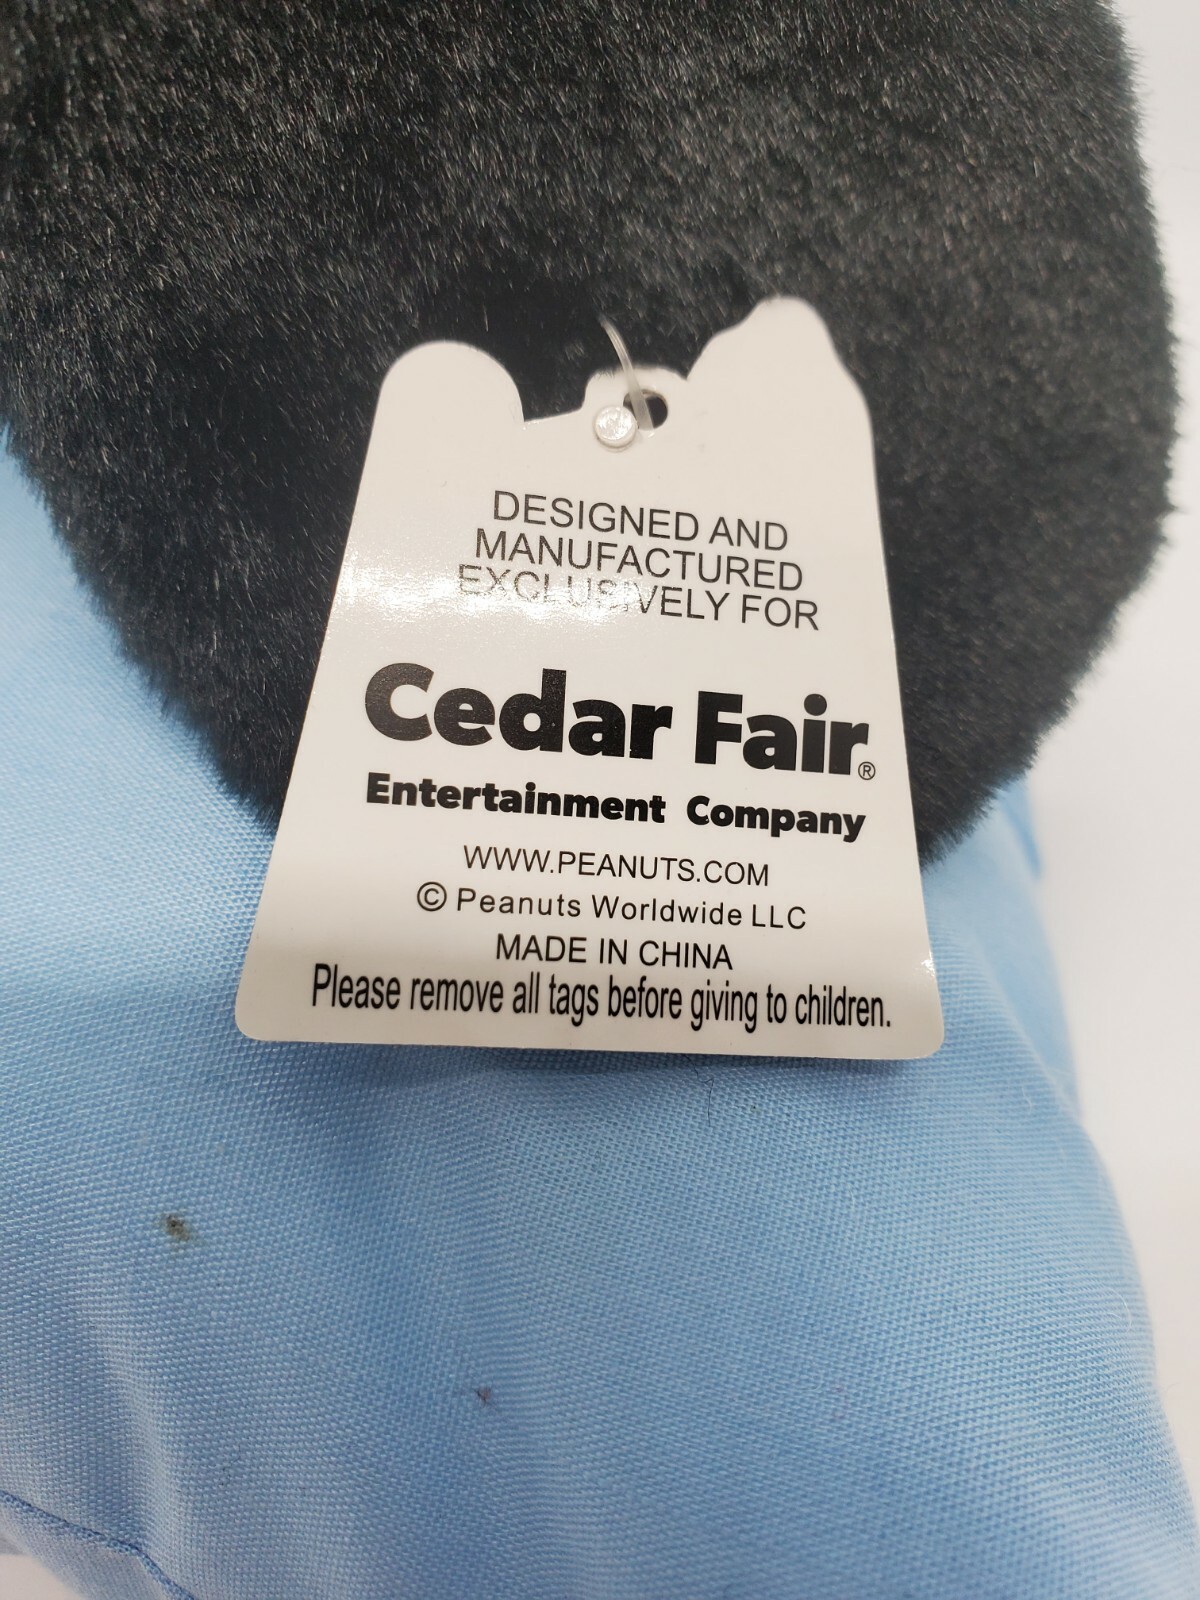 DESIGNED AND
MANUFACTURED
EXCLUSIVELY FOR
Cedar Fair®
Entertainment Company
WWW.PEANUTS.COM
© Peanuts Worldwide LLC
MADE IN CHINA
Please remove all tags before giving to children.